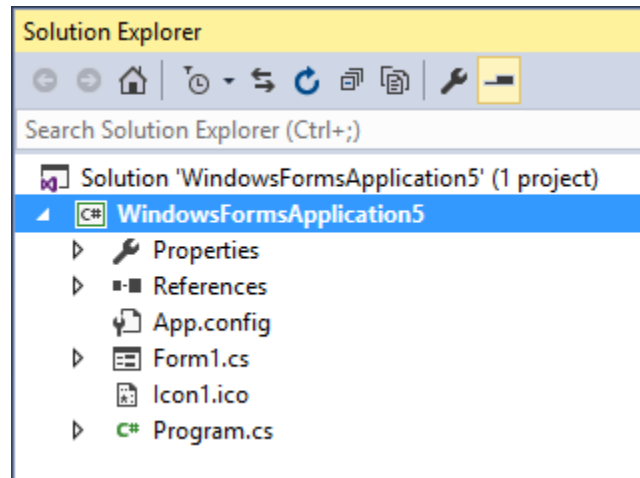 Solution Explorer
Search Solution Explorer (Ctrl+;)
Solution 'WindowsFormsApplication5' (1 project)
C# WindowsFormsApplication5
Properties
References
App.config
Form1.cs
Icon1.ico
C# Program.cs